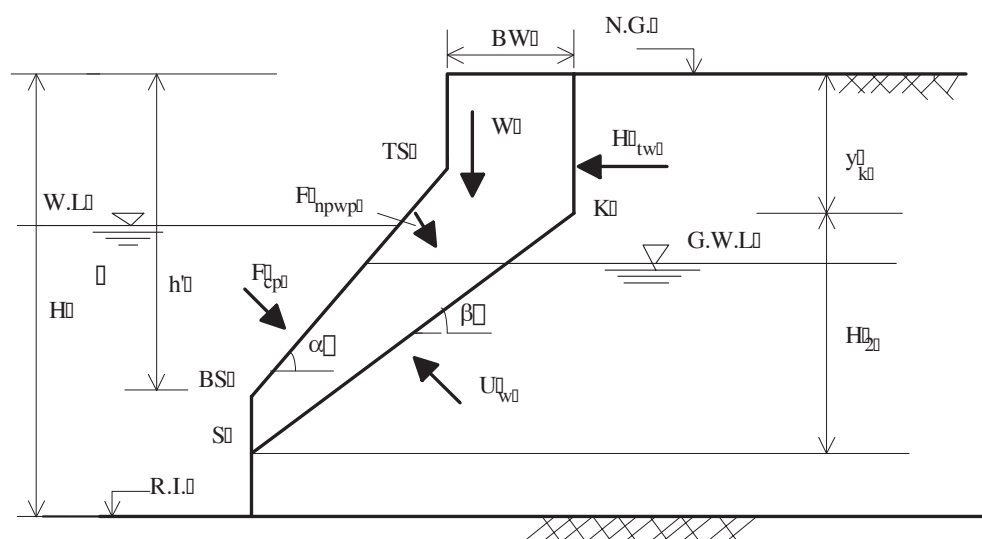 N.G.▯
BW▯
W▯
TS▯
H▯tw▯
y▯k▯
F▯npwp▯
W.L▯
K▯
G.W.L▯
▯
h'▯
F▯cp▯
H▯
β▯
H▯2▯
α▯
BS▯
U▯w▯
S▯
R.I.▯